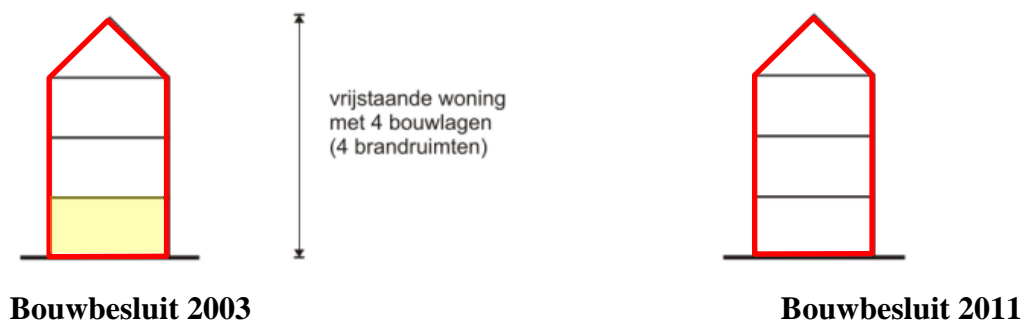 vrijstaande woning
met 4 bouwlagen
(4 brandruimten)
Bouwbesluit 2003
Bouwbesluit 2011